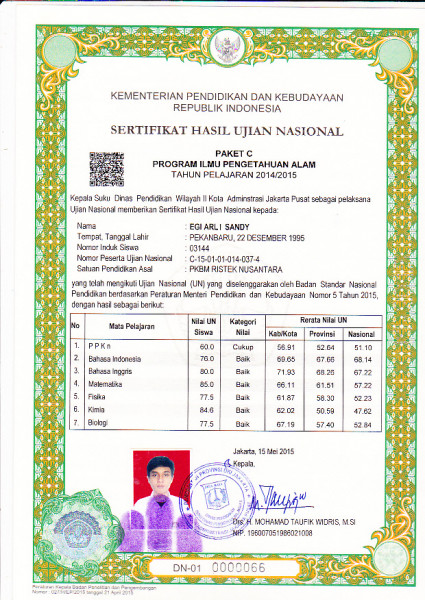 KEMENTERIAN PENDIDIKAN DAN KEBUDAYAAN
REPUBLIK INDONESIA
SERTIFIKAT HASIL UJIAN NASIONAL
PAKET C
PROGRAM ILMU PENGETAHUAN ALAM
TAHUN PELAJARAN 2014/2015
Kepala Suku Dinas Pendidikan Wilayah II Kota Adminstrasi Jakarta Pusat sebagai pelaksana
Ujian Nasional memberikan Sertifikat Hasil Ujian Nasional kepada:
Nama : EGI ARLI SANDY
Tempat, Tanggal Lahir : PEKANBARU, 22 DESEMBER 1995
Nomor Induk Siswa : 03144
Nomor Peserta Ujian Nasional : C-15-01-01-014-037-4
Satuan Pendidikan Asal : PKBM RISTEK NUSANTARA
yang telah mengikuti Ujian Nasional (UN) yang diselenggarakan oleh Badan Standar Nasional
Pendidikan berdasarkan Peraturan Menteri Pendidikan dan Kebudayaan Nomor 5 Tahun 2015,
dengan hasil sebagai berikut:
No Mata Pelajaran Nilai UN Siswa Kategori Nilai Rerata Nilai UN
Kab/Kota Provinsi Nasional
1. P P K n 60.0 Cukup 56.91 52.64 51.10
2. Bahasa Indonesia 76.0 Baik 69.65 67.66 68.14
3. Bahasa Inggris 80.0 Baik 71.93 68.26 67.22
4. Matematika 85.0 Baik 66.11 61.51 57.22
5. Fisika 77.5 Baik 61.87 58.30 52.23
6. Kimia 84.6 Baik 62.02 50.59 47.62
7. Biologi 77.5 Baik 67.19 57.40 52.84
Jakarta, 15 Mei 2015
Kepala,
Drs. H. MOHAMAD TAUFIK WIDRIS, M.SI
NIP. 196007051986021008
DN-01 0000066
Peraturan Kepala Badan Penelitian dan Pengembangan